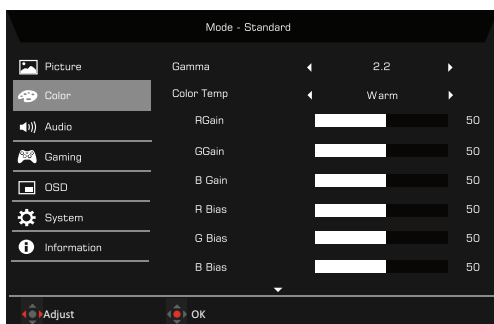 Mode - Standard
Picture
Gamma 2.2
Color
Color Temp Warm
RGain 50
Audio
GGain 50
Gaming
B Gain 50
OSD
R Bias 50
System
G Bias 50
Information
B Bias 50
Adjust OK